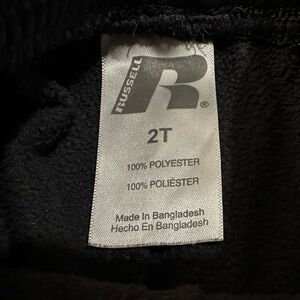 RUSSELL
R®
2T
100% POLYESTER
100% POLIÉSTER
Made In Bangladesh
Hecho En Bangladesh